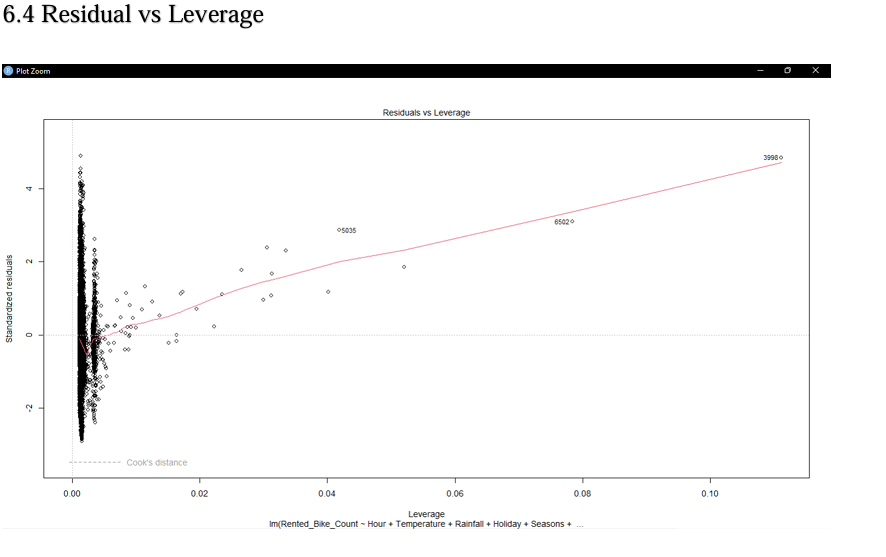 6.4 Residual vs Leverage
R Plot Zoom
Residuals vs Leverage
3998
5035
6502
Standardized residuals
4
2
0
-2
Cook's distance
0.00 0.02 0.04 0.06 0.08 0.10
Leverage
lm(Rented_Bike_Count ~ Hour + Temperature + Rainfall + Holiday + Seasons + ...